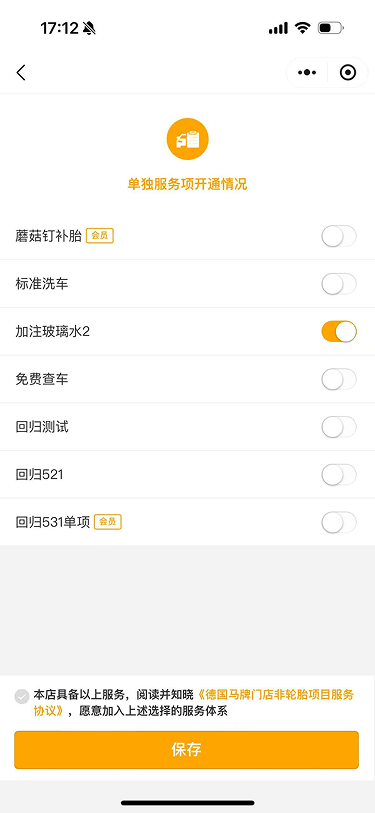 17:12
单独服务项开通情况
蘑菇钉补胎 会员
标准洗车
加注玻璃水2
免费查车
回归测试
回归521
回归531单项 会员
本店具备以上服务，阅读并知晓《德国马牌门店非轮胎项目服务
协议》，愿意加入上述选择的服务体系
保存